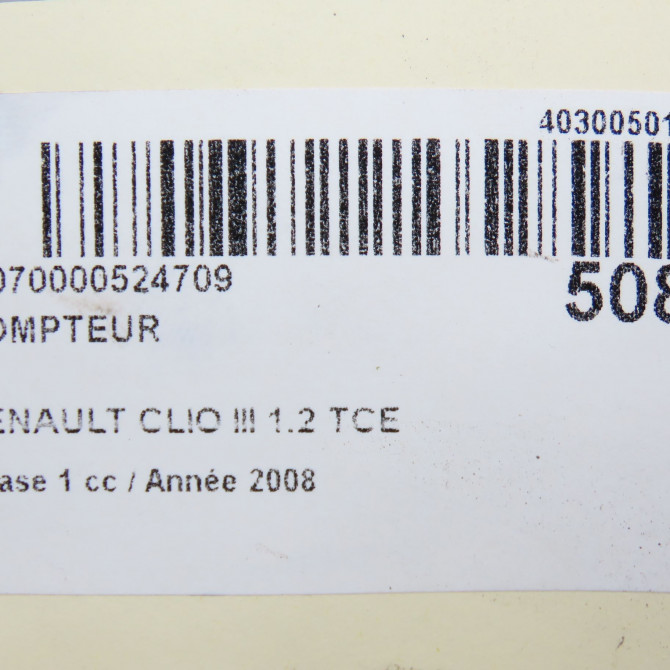 40300501
070000524709
508
OMPTEUR
ENAULT CLIO III 1.2 TCE
ase 1 cc / Année 2008